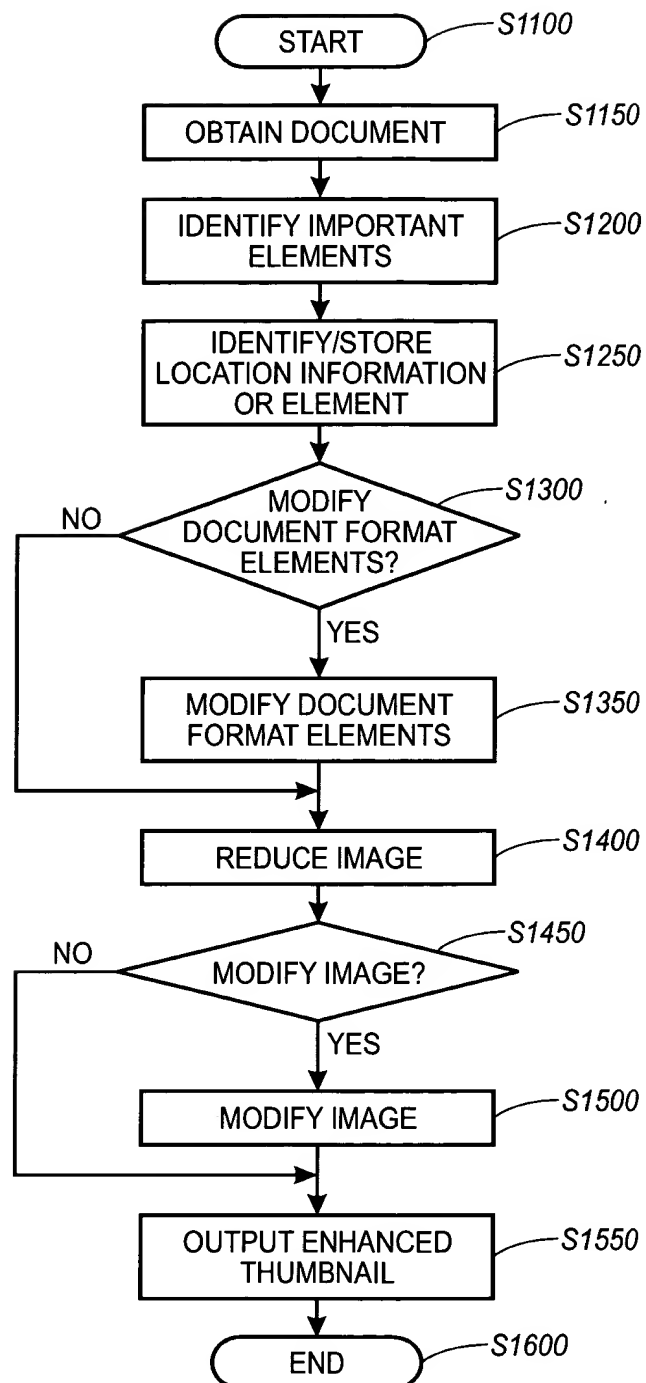 START
S1100
OBTAIN DOCUMENT
S1150
IDENTIFY IMPORTANT
ELEMENTS
S1200
IDENTIFY/STORE
LOCATION INFORMATION
OR ELEMENT
S1250
MODIFY
DOCUMENT FORMAT
ELEMENTS?
S1300
NO
YES
MODIFY DOCUMENT
FORMAT ELEMENTS
S1350
REDUCE IMAGE
S1400
MODIFY IMAGE?
S1450
NO
YES
MODIFY IMAGE
S1500
OUTPUT ENHANCED
THUMBNAIL
S1550
END
S1600